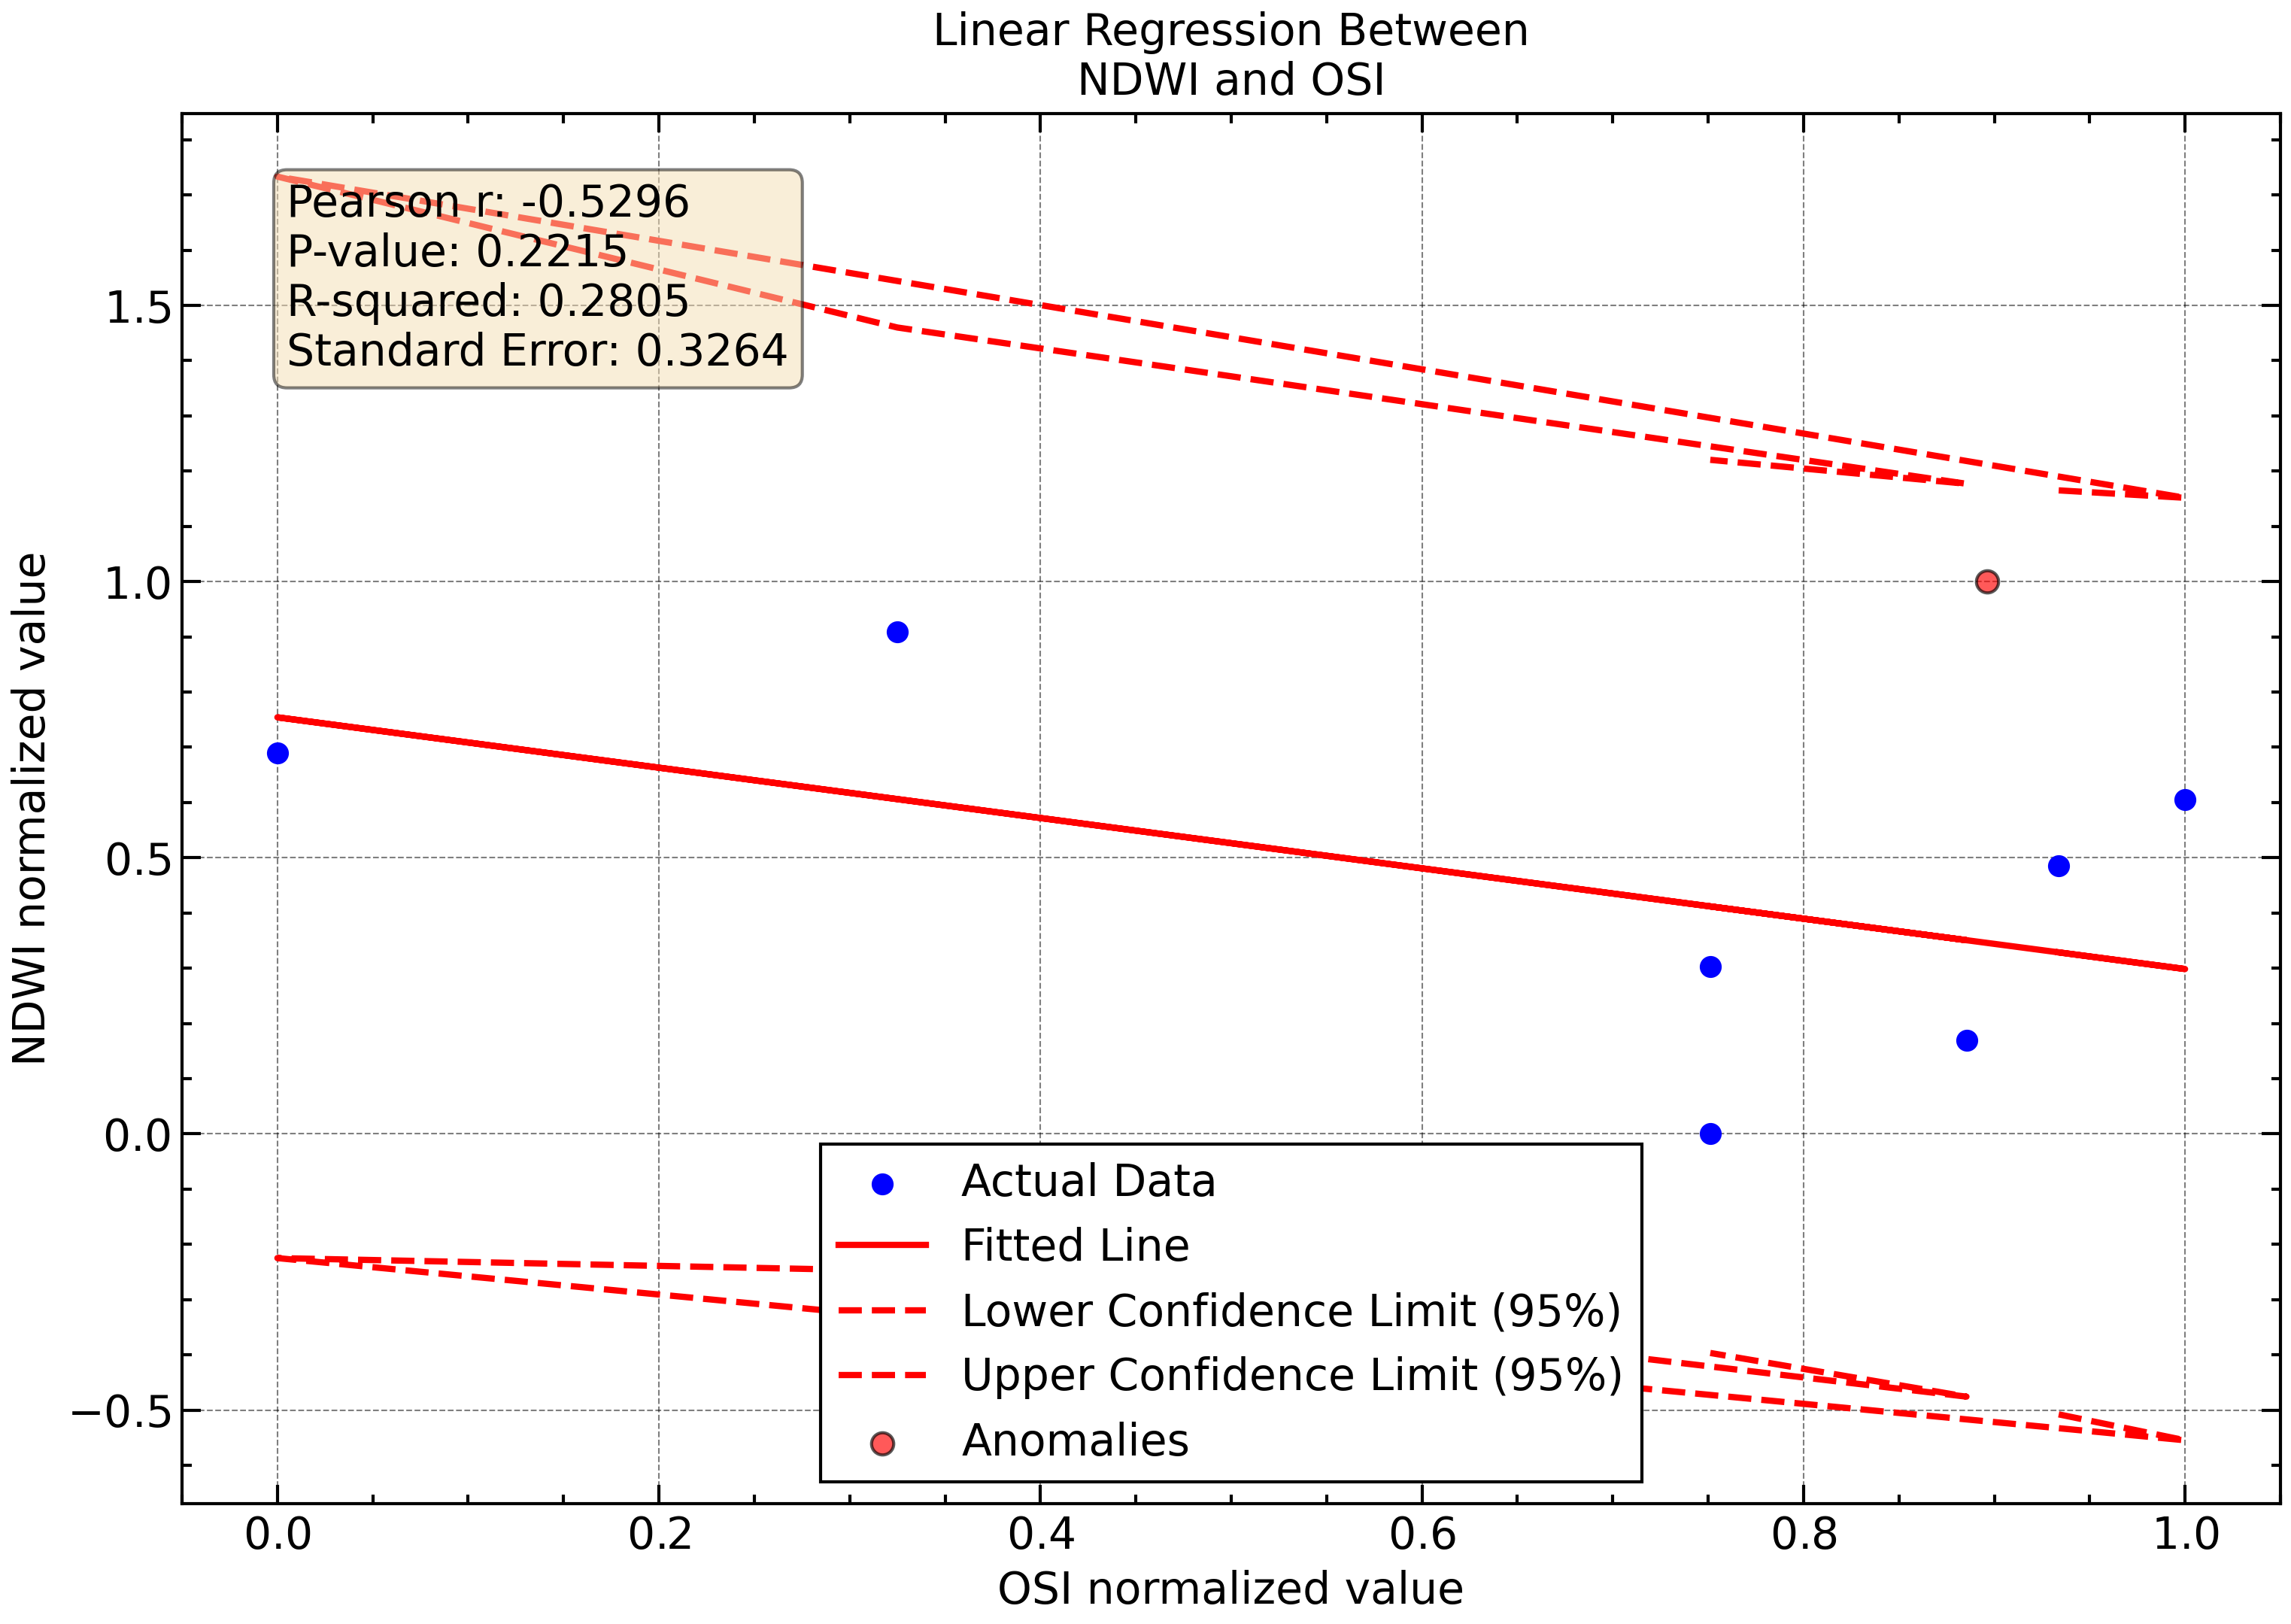 Linear Regression Between
NDWI and OSI
Pearson r: -0.5296
P-value: 0.2215
R-squared: 0.2805
Standard Error: 0.3264
NDWI normalized value
1.5
1.0
0.5
0.0
−0.5
Actual Data
Fitted Line
Lower Confidence Limit (95%)
Upper Confidence Limit (95%)
Anomalies
0.0 0.2 0.4 0.6 0.8 1.0
OSI normalized value